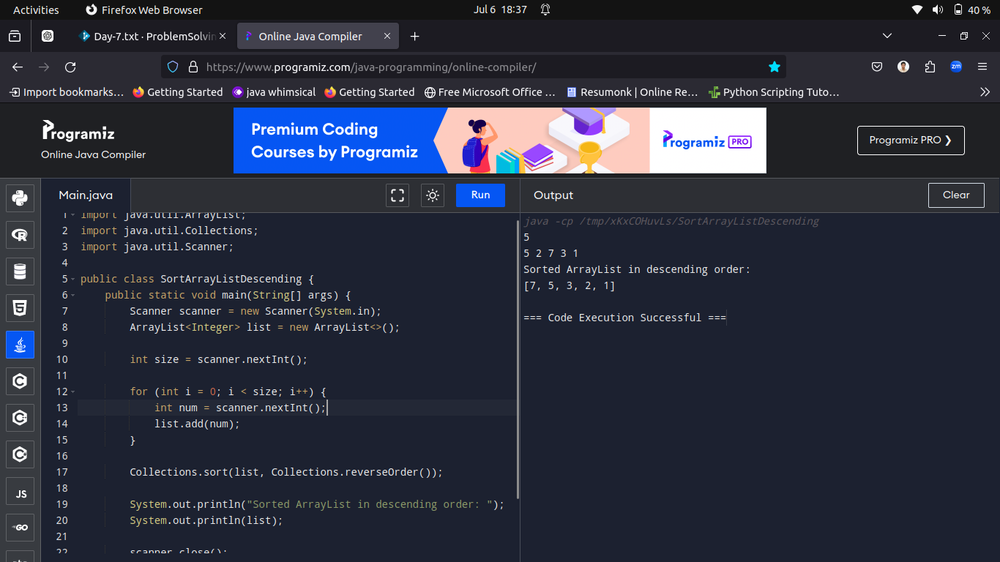 Activities
Firefox Web Browser
Jul 6 18:37
40 %
Day-7.txt · ProblemSolvin
Online Java Compiler
https://www.programiz.com/java-programming/online-compiler/
zm
Import bookmarks...
Getting Started
java whimsical
Getting Started
Free Microsoft Office ...
Resumonk | Online Re...
Python Scripting Tuto...
Programiz
Online Java Compiler
Premium Coding
Courses by Programiz
Programiz PRO
Programiz PRO ❯
Main.java
Run
Output
Clear
1 import java.util.ArrayList;
2 import java.util.Collections;
3 import java.util.Scanner;
4
5 public class SortArrayListDescending {
6 public static void main(String[] args) {
7 Scanner scanner = new Scanner(System.in);
8 ArrayList<Integer> list = new ArrayList<>();
9
10 int size = scanner.nextInt();
11
12 for (int i = 0; i < size; i++) {
13 int num = scanner.nextInt();
14 list.add(num);
15 }
16
17 Collections.sort(list, Collections.reverseOrder());
18
19 System.out.println("Sorted ArrayList in descending order: ");
20 System.out.println(list);
21
22 scanner.close();
java -cp /tmp/xKxCOHuvLs/SortArrayListDescending
5
5 2 7 3 1
Sorted ArrayList in descending order:
[7, 5, 3, 2, 1]
=== Code Execution Successful ===
R
5
C
C
C
JS
GO